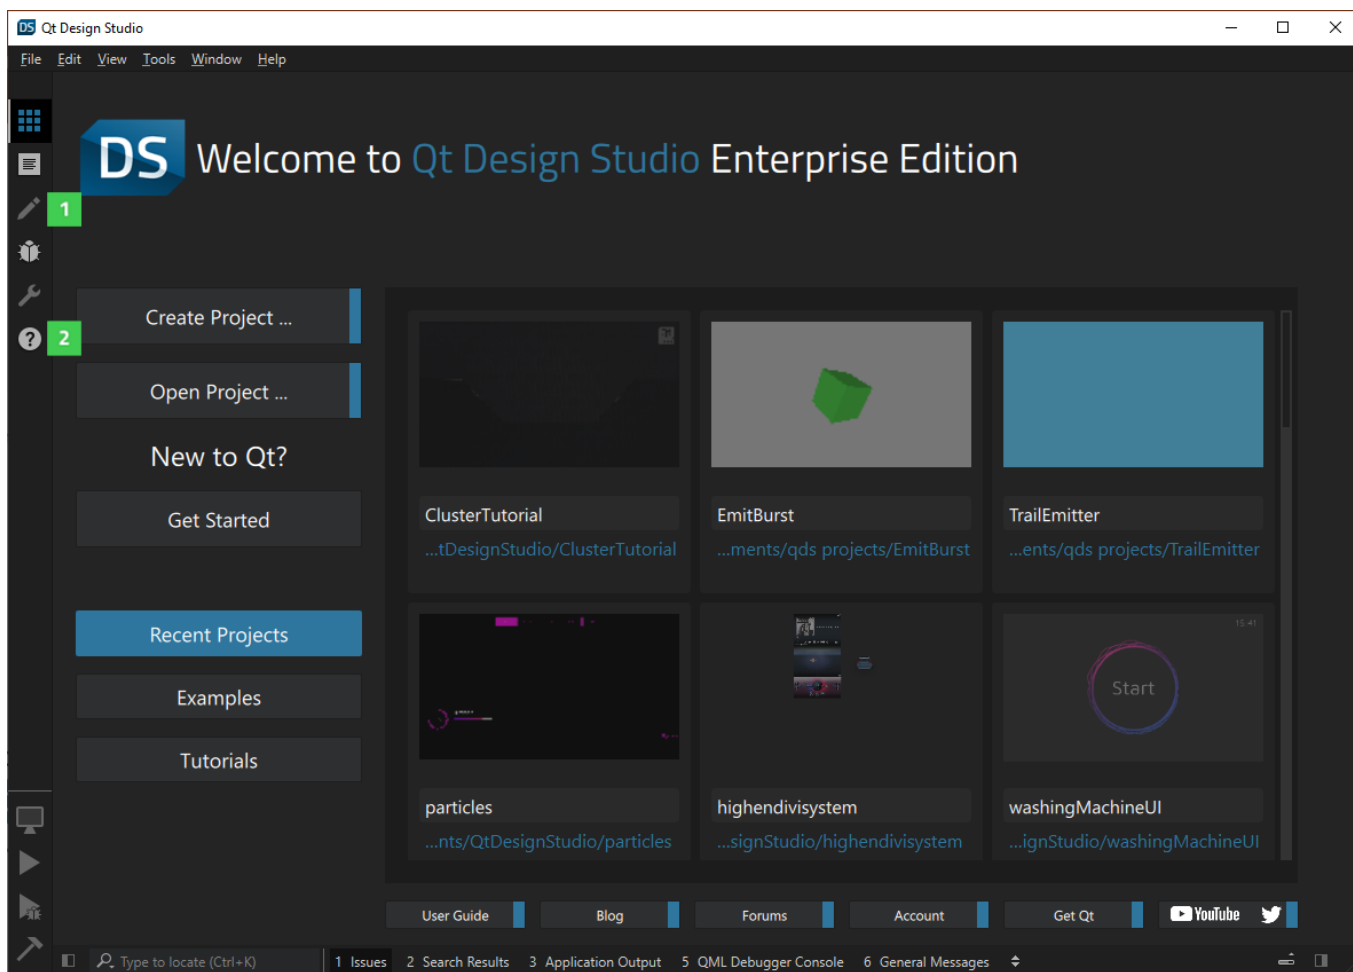 DS Qt Design Studio
File Edit View Tools Window Help
DS Welcome to Qt Design Studio Enterprise Edition
1
2
Create Project ...
Open Project ...
New to Qt?
Get Started
Recent Projects
Examples
Tutorials
ClusterTutorial
...tDesignStudio/ClusterTutorial
EmitBurst
...ments/qds projects/EmitBurst
TrailEmitter
...ents/qds projects/TrailEmitter
particles
...nts/QtDesignStudio/particles
highendivisystem
...signStudio/highendivisystem
15:41
Start
washingMachineUI
...ignStudio/washingMachineUI
User Guide Blog Forums Account Get Qt YouTube
Type to locate (Ctrl+K) 1 Issues 2 Search Results 3 Application Output 5 QML Debugger Console 6 General Messages